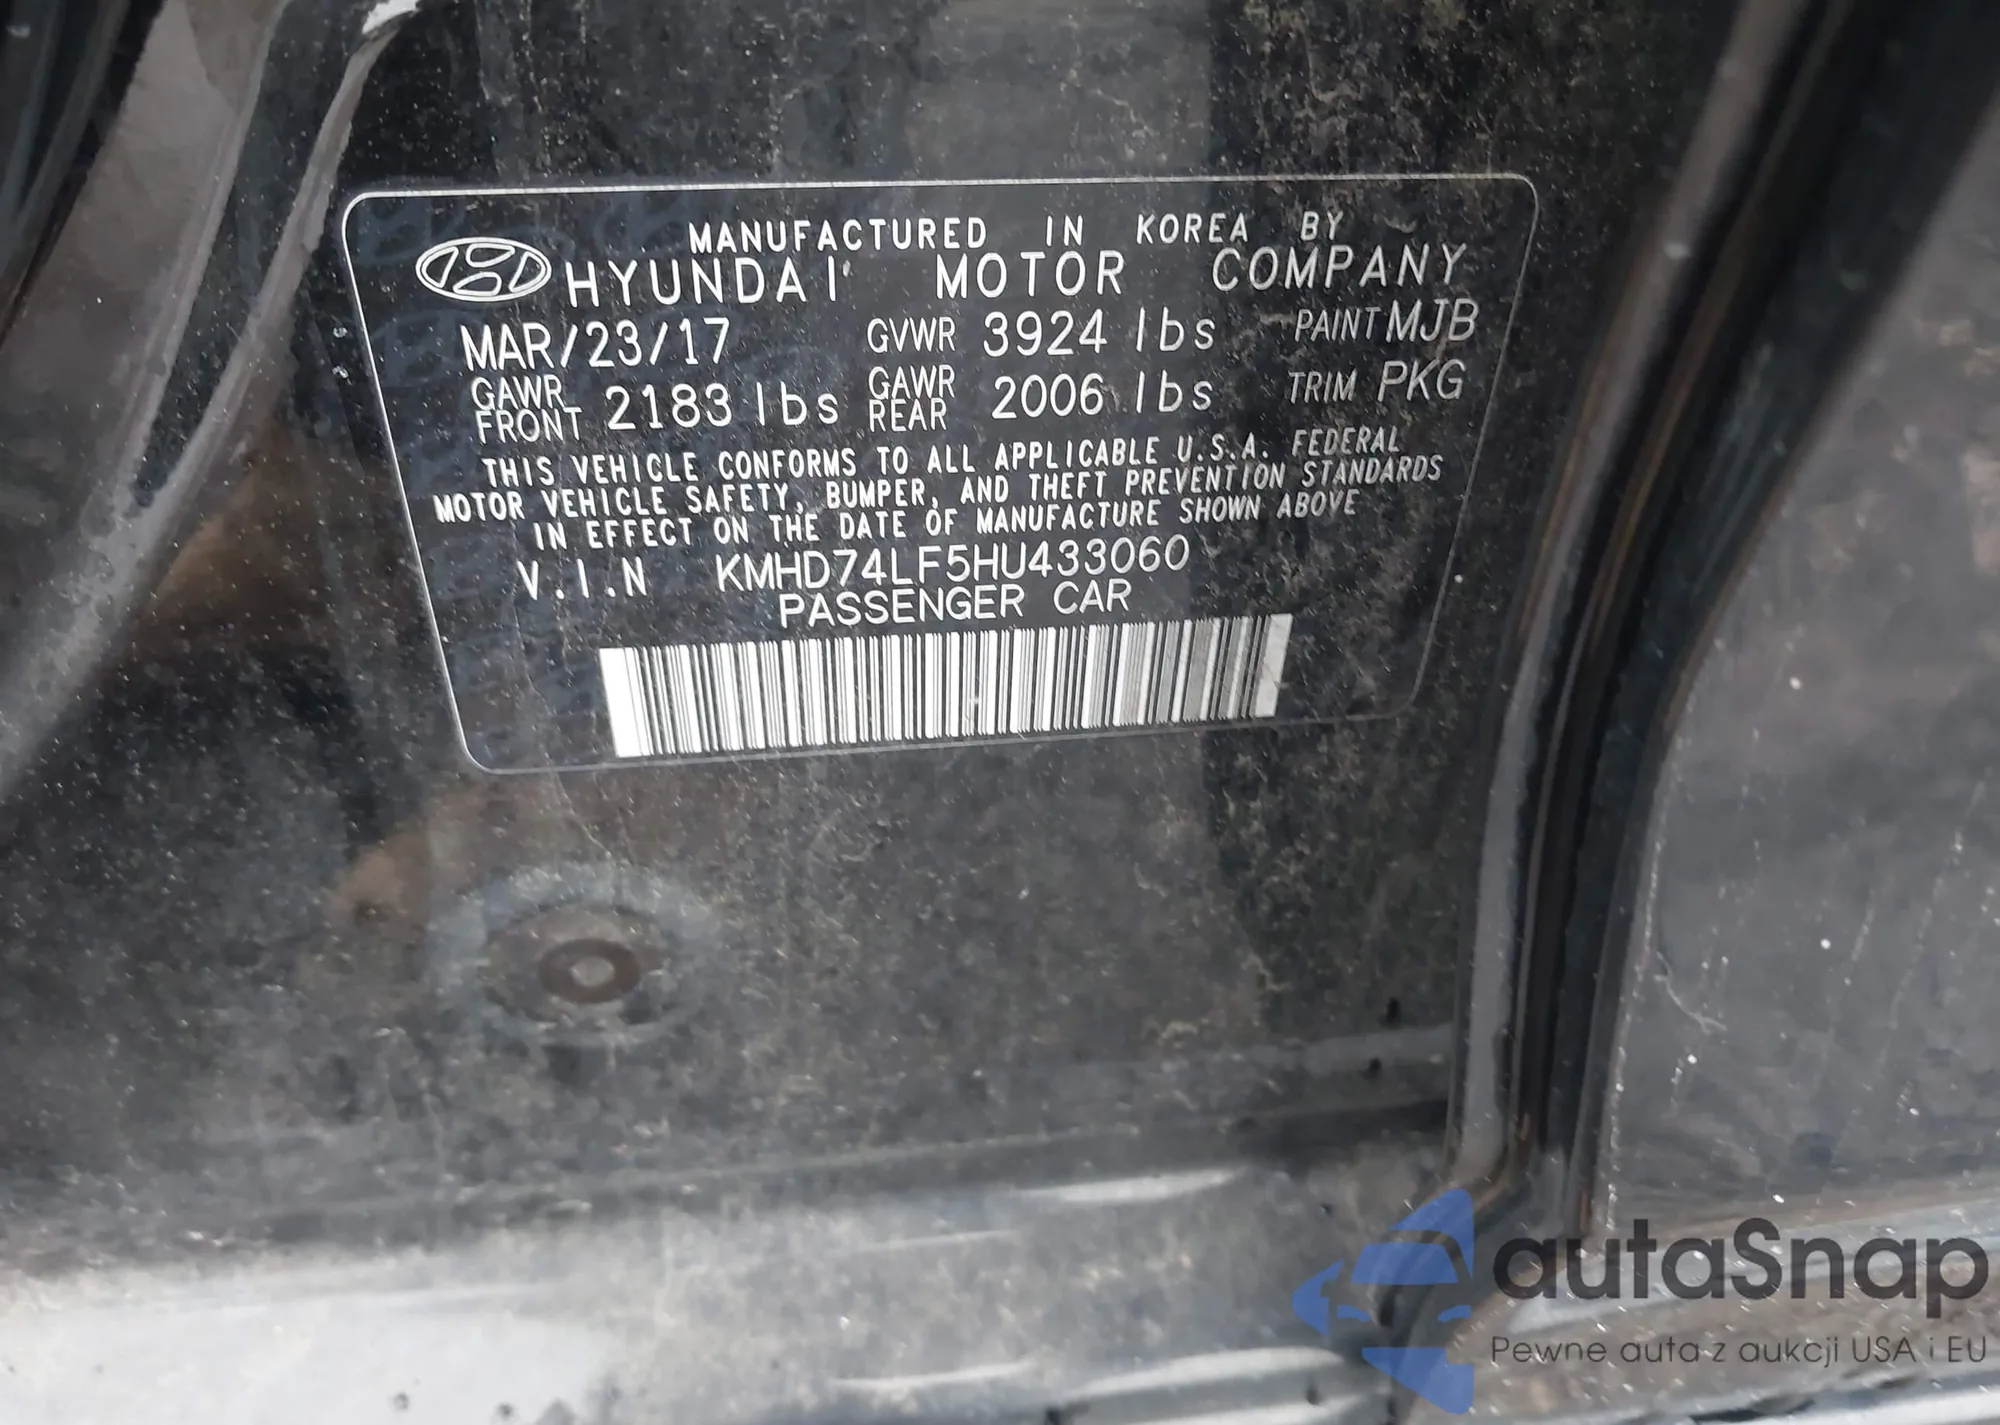 MANUFACTURED IN KOREA BY
HYUNDAI MOTOR COMPANY
MAR/23/17 GVWR 3924 lbs PAINT MJB
GAWR FRONT 2183 lbs GAWR REAR 2006 lbs TRIM PKG
THIS VEHICLE CONFORMS TO ALL APPLICABLE U.S.A. FEDERAL
MOTOR VEHICLE SAFETY, BUMPER, AND THEFT PREVENTION STANDARDS
IN EFFECT ON THE DATE OF MANUFACTURE SHOWN ABOVE
V.I.N KMHD74LF5HU433060
PASSENGER CAR
autaSnap
Pewne auta z aukcji USA i EU